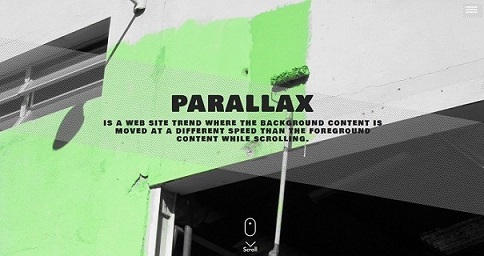 PARALLAX
IS A WEB SITE TREND WHERE THE BACKGROUND CONTENT IS
MOVED AT A DIFFERENT SPEED THAN THE FOREGROUND
CONTENT WHILE SCROLLING.
Scroll